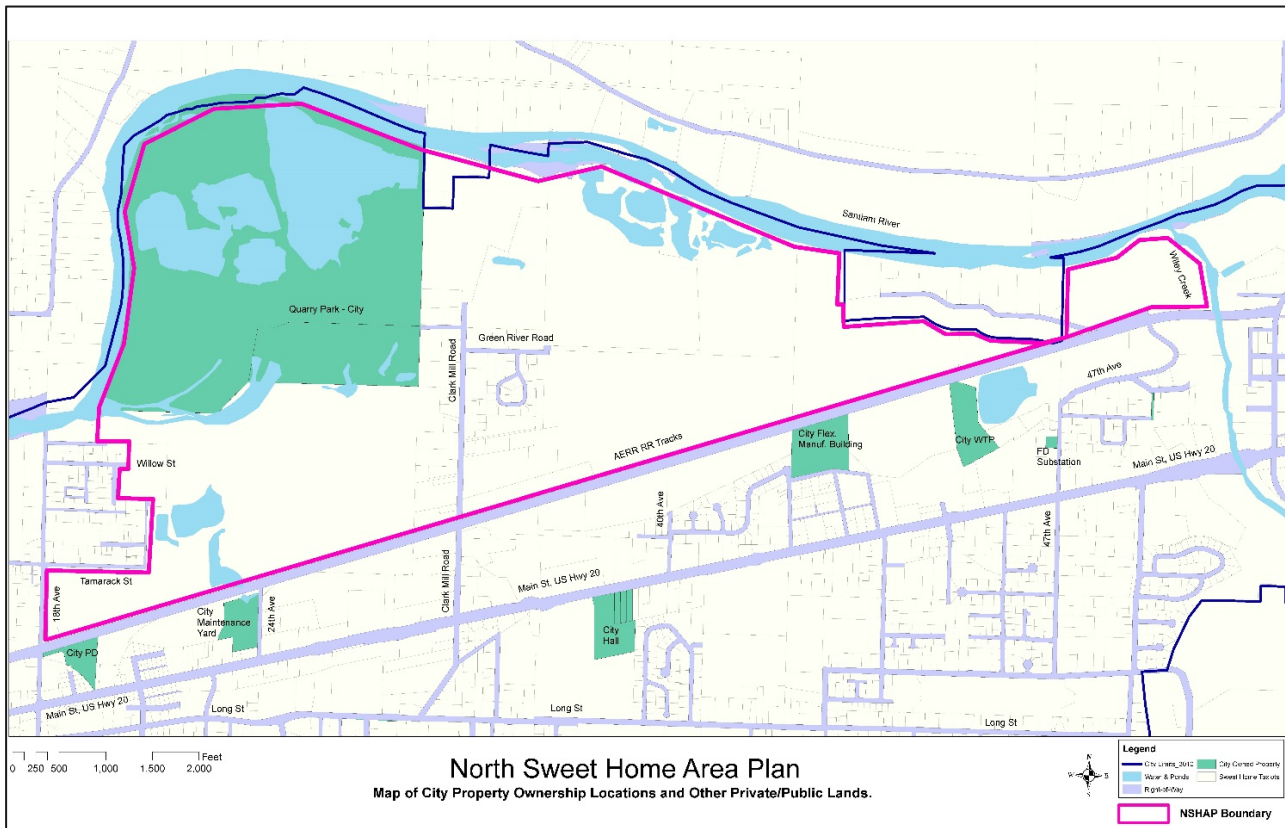 Santiam River
Wiley Creek
Quarry Park - City
Green River Road
Clark Mill Road
47th Ave
AERR RR Tracks
City Flex.
Manuf. Building
City WTP
FD
Substation
Main St, US Hwy 20
Willow St
40th Ave
47th Ave
Tamarack St
Main St, US Hwy 20
Clark Mill Road
18th Ave
City
Maintenance
Yard
24th Ave
City
Hall
City PD
Main St, US Hwy 20
Long St
Long St
Long St
Feet
0 250 500 1,000 1,500 2,000
North Sweet Home Area Plan
Map of City Property Ownership Locations and Other Private/Public Lands.
N
W
E
S
Legend
City Limits_2010
City Owned Property
Water & Ponds
Sweet Home Taxlots
Right-of-Way
NSHAP Boundary